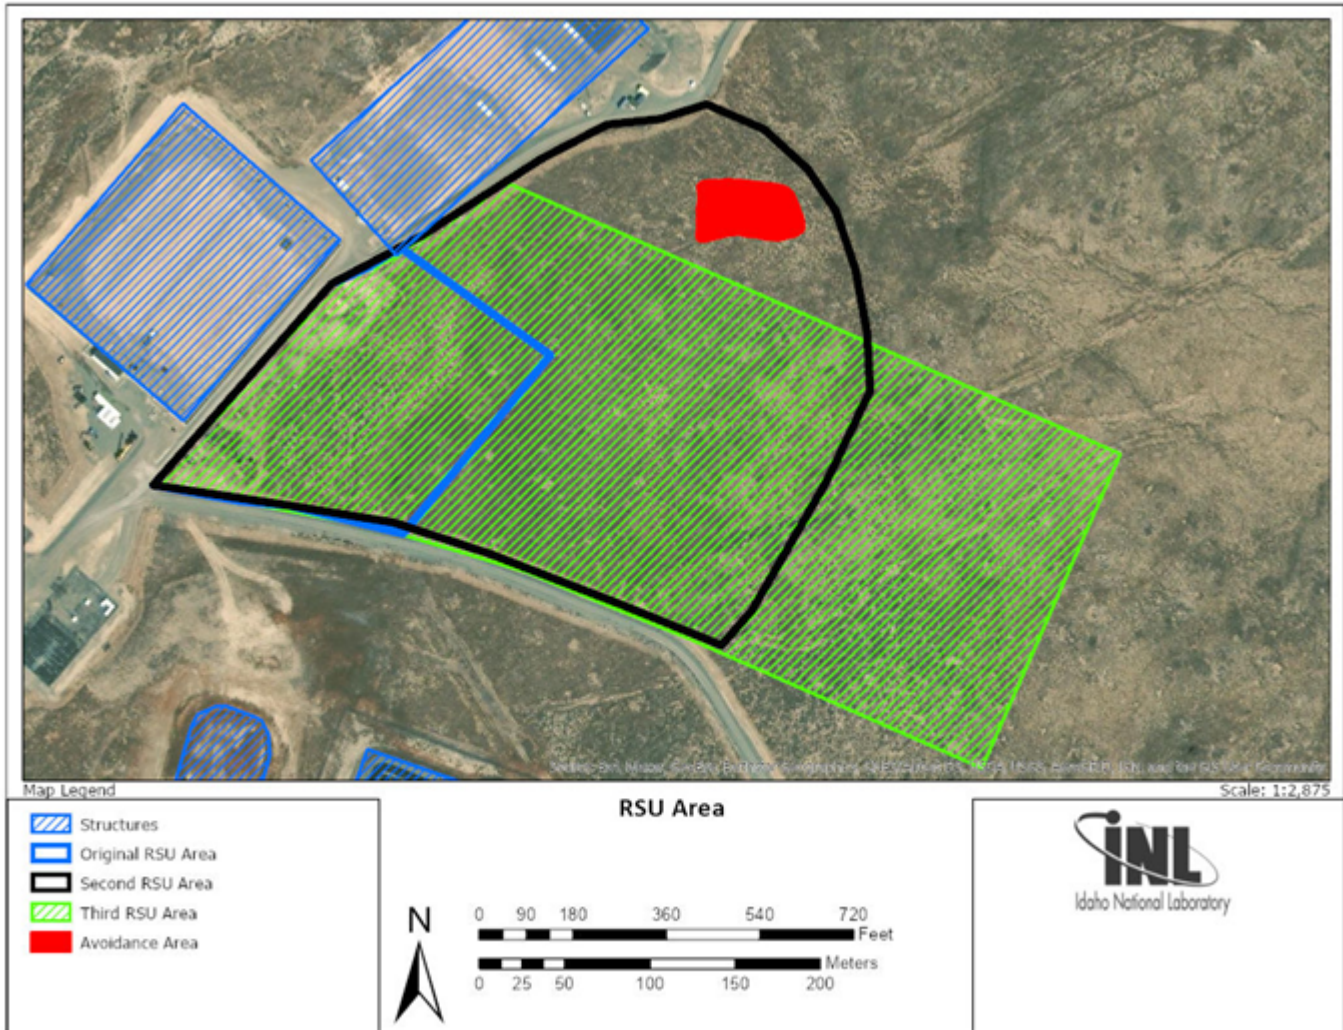 Map Legend
Scale: 1:2,875
RSU Area
Structures
Original RSU Area
Second RSU Area
Third RSU Area
Avoidance Area
N
0 90 180 360 540 720
Feet
Meters
0 25 50 100 150 200
INL
Idaho National Laboratory